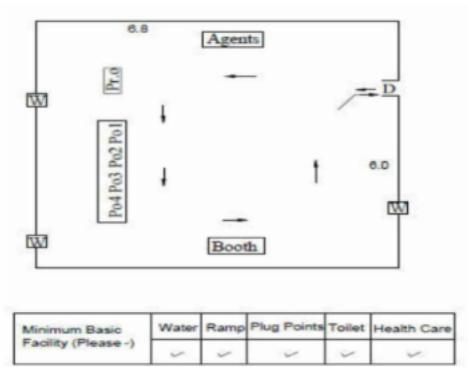 6.8
Agents
Pr.o
D
W
Po4 Po3 Po2 Po1
6.0
W
W
Booth
Minimum Basic Facility (Please -) Water Ramp Plug Points Toilet Health Care
✓ ✓ ✓ ✓ ✓